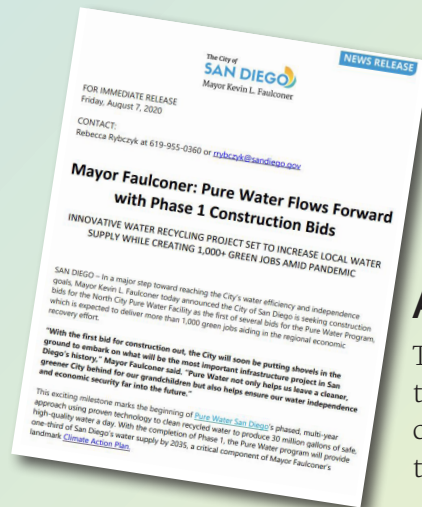 The City of
SAN DIEGO
Mayor Kevin L. Faulconer
NEWS RELEASE
FOR IMMEDIATE RELEASE
Friday, August 7, 2020
CONTACT:
Rebecca Rybczyk at 619-955-0360 or rrybczyk@sandiego.gov
Mayor Faulconer: Pure Water Flows Forward
with Phase 1 Construction Bids
INNOVATIVE WATER RECYCLING PROJECT SET TO INCREASE LOCAL WATER
SUPPLY WHILE CREATING 1,000+ GREEN JOBS AMID PANDEMIC
SAN DIEGO – In a major step toward reaching the City's water efficiency and independence
goals, Mayor Kevin L. Faulconer today announced the City of San Diego is seeking construction
bids for the North City Pure Water Facility as the first of several bids for the Pure Water Program,
which is expected to deliver more than 1,000 green jobs aiding in the regional economic
recovery effort.
"With the first bid for construction out, the City will soon be putting shovels in the
ground to embark on what will be the most important infrastructure project in San
Diego's history," Mayor Faulconer said. "Pure Water not only helps us leave a cleaner,
greener City behind for our grandchildren but also helps ensure our water independence
and economic security far into the future."
This exciting milestone marks the beginning of Pure Water San Diego's phased, multi-year
approach using proven technology to clean recycled water to produce 30 million gallons of safe,
high-quality water a day. With the completion of Phase 1, the Pure Water program will provide
one-third of San Diego's water supply by 2035, a critical component of Mayor Faulconer's
landmark Climate Action Plan.